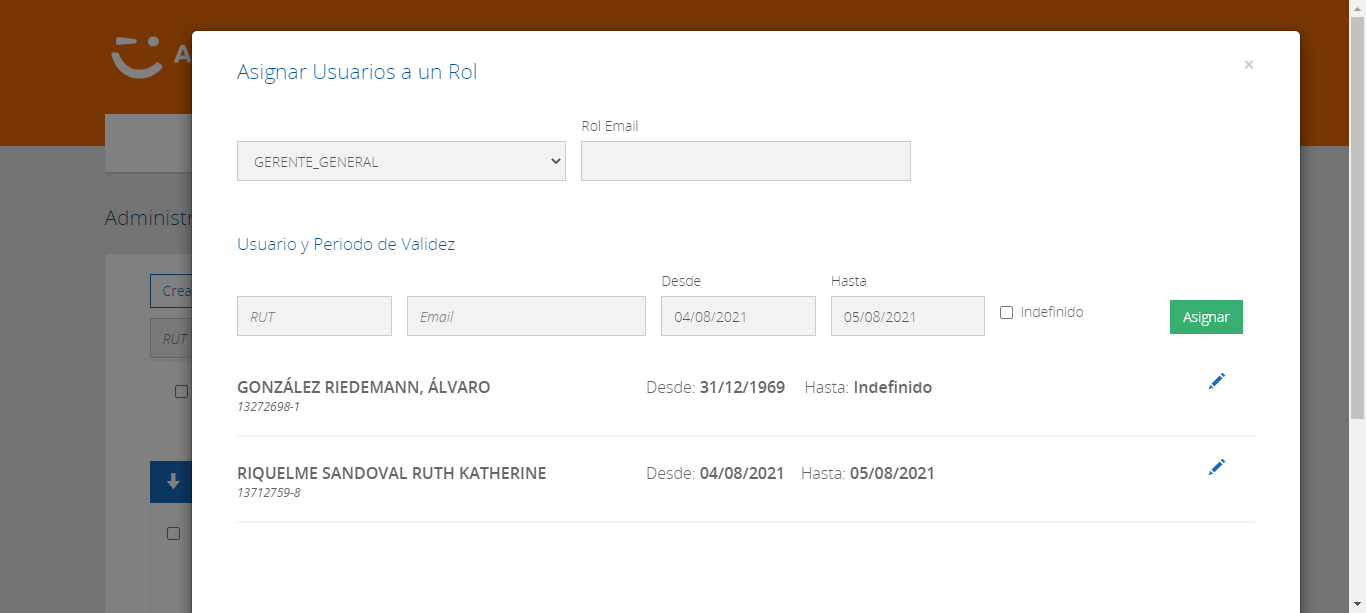 A
Asignar Usuarios a un Rol
×
Rol Email
GERENTE_GENERAL
Administr
Usuario y Periodo de Validez
Desde
Hasta
Crea
RUT
Email
04/08/2021
05/08/2021
Indefinido
Asignar
RUT
GONZÁLEZ RIEDEMANN, ÁLVARO
Desde: 31/12/1969 Hasta: Indefinido
13272698-1
RIQUELME SANDOVAL RUTH KATHERINE
Desde: 04/08/2021 Hasta: 05/08/2021
13712759-8